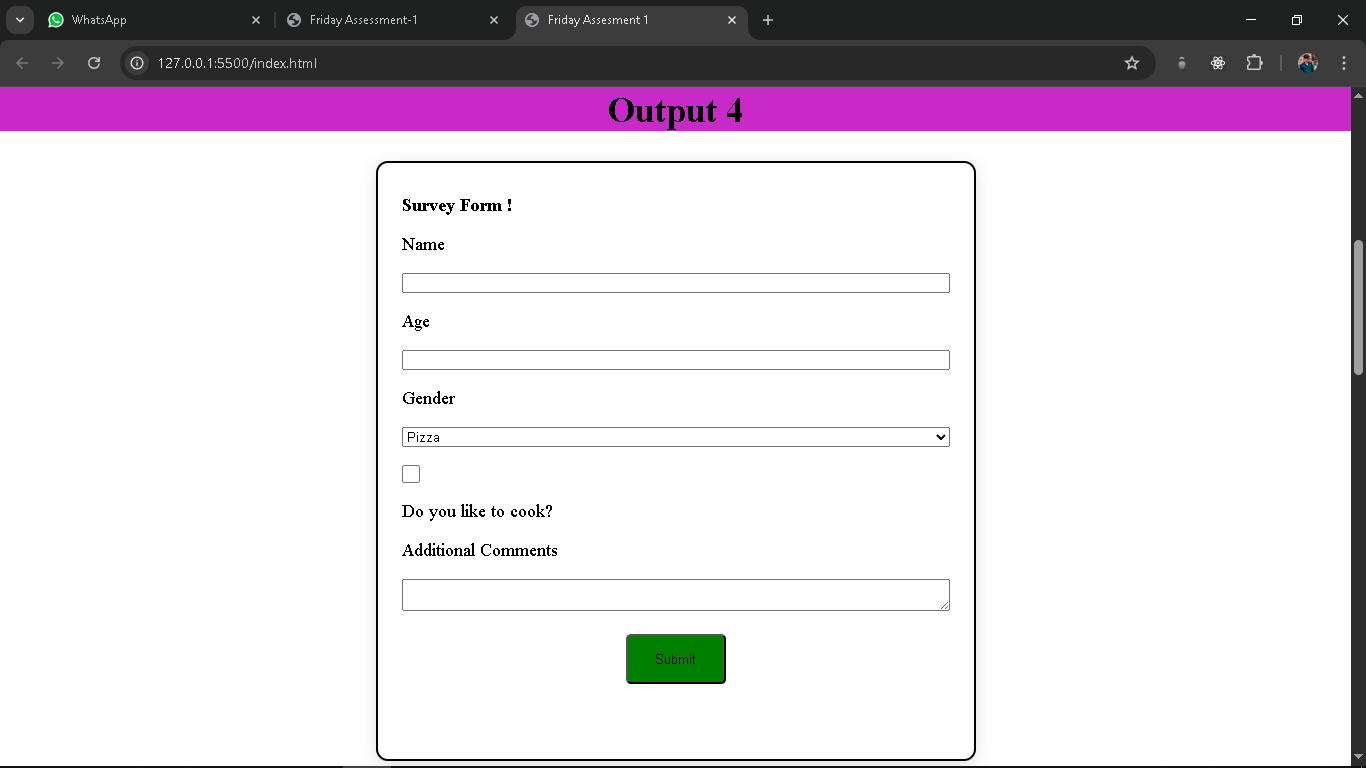 WhatsApp
Friday Assessment-1
Friday Assesment 1
127.0.0.1:5500/index.html
Output 4
Survey Form !
Name
Age
Gender
Pizza
Do you like to cook?
Additional Comments
Submit